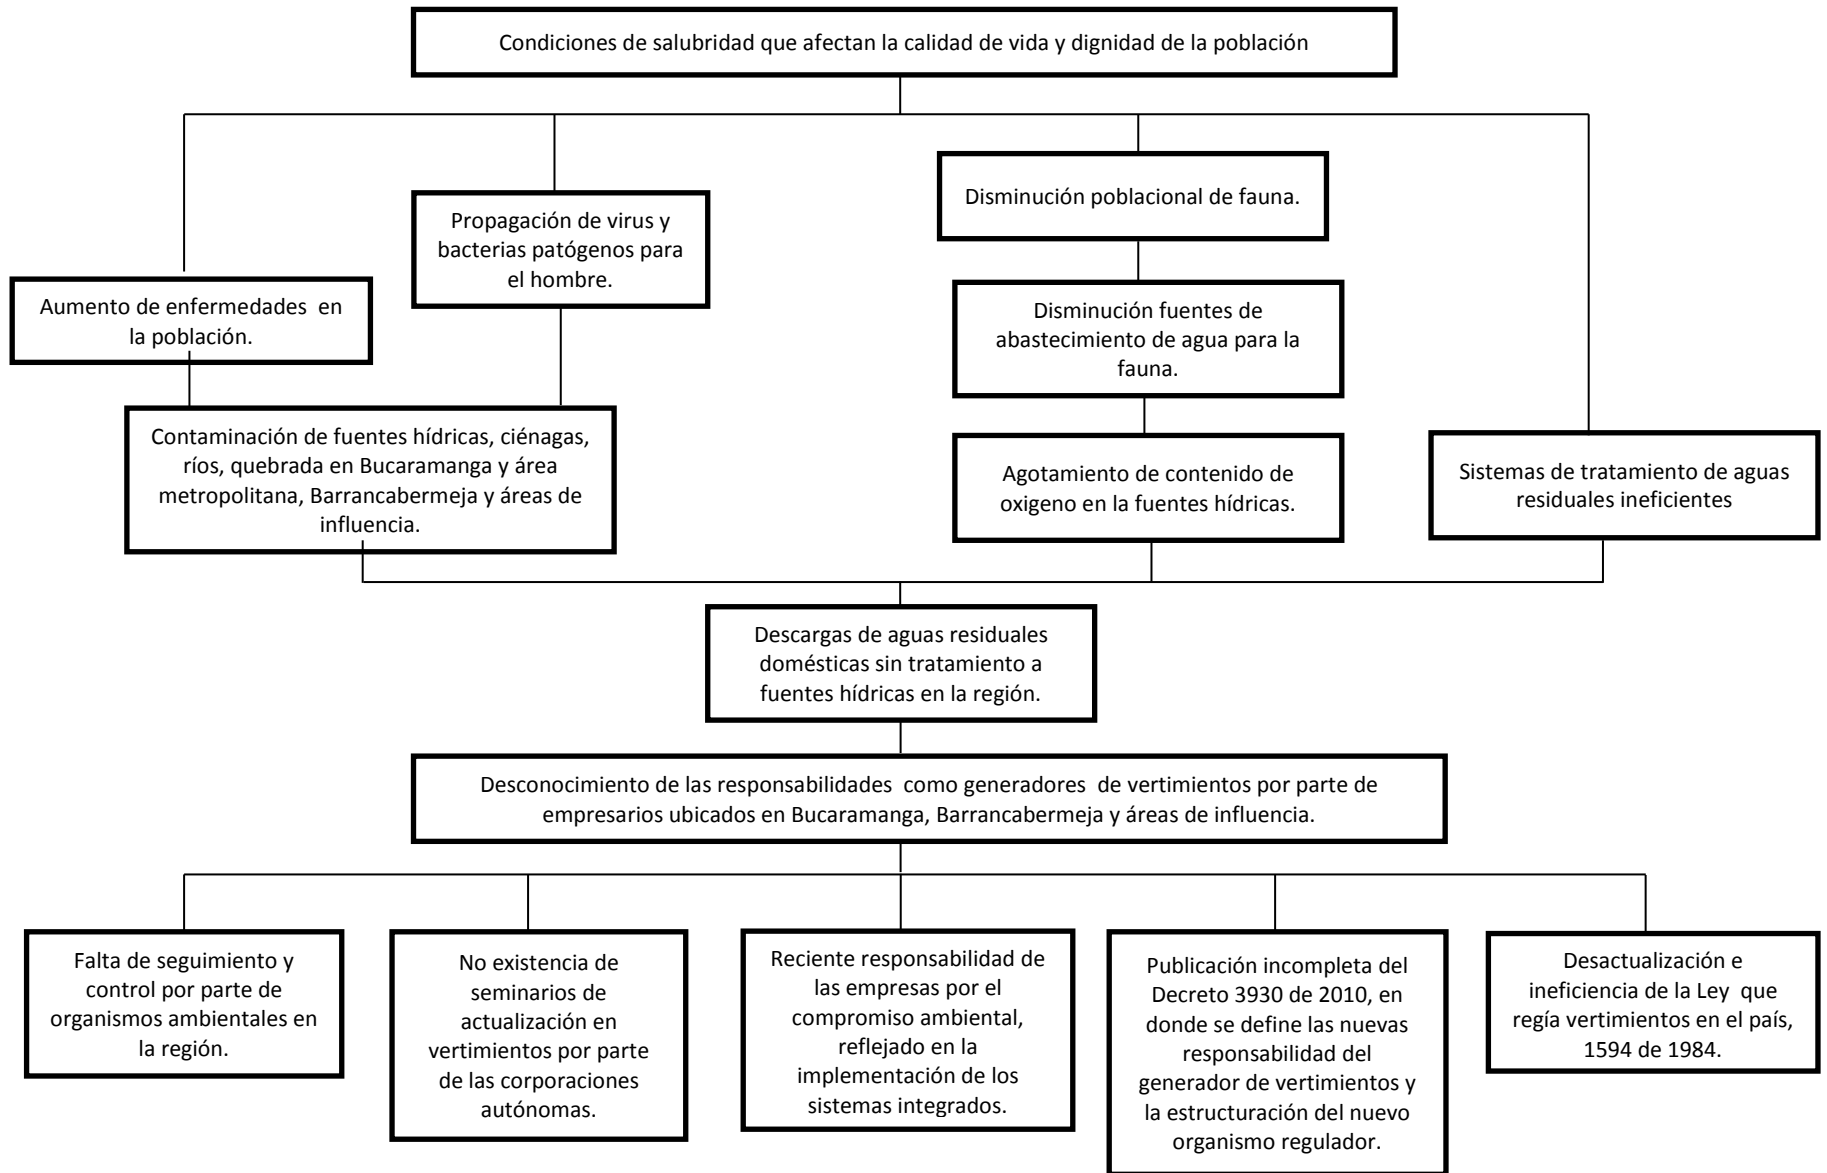 Condiciones de salubridad que afectan la calidad de vida y dignidad de la población
Propagación de virus y
bacterias patógenos para
el hombre.
Disminución poblacional de fauna.
Aumento de enfermedades  en
la población.
Disminución fuentes de
abastecimiento de agua para la
fauna.
Contaminación de fuentes hídricas, ciénagas,
ríos, quebrada en Bucaramanga y área
metropolitana, Barrancabermeja y áreas de
influencia.
Agotamiento de contenido de
oxigeno en la fuentes hídricas.
Sistemas de tratamiento de aguas
residuales ineficientes
Descargas de aguas residuales
domésticas sin tratamiento a
fuentes hídricas en la región.
Desconocimiento de las responsabilidades  como generadores  de vertimientos por parte de
empresarios ubicados en Bucaramanga, Barrancabermeja y áreas de influencia.
Falta de seguimiento y
control por parte de
organismos ambientales en
la región.
No existencia de
seminarios de
actualización en
vertimientos por parte
de las corporaciones
autónomas.
Reciente responsabilidad de
las empresas por el
compromiso ambiental,
reflejado en la
implementación de los
sistemas integrados.
Publicación incompleta del
Decreto 3930 de 2010, en
donde se define las nuevas
responsabilidad del
generador de vertimientos y
la estructuración del nuevo
organismo regulador.
Desactualización e
ineficiencia de la Ley  que
regía vertimientos en el país,
1594 de 1984.